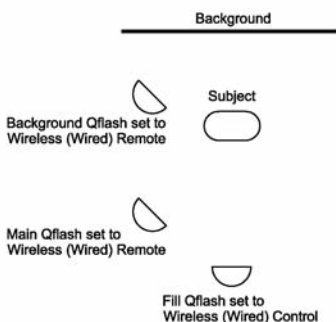 Background
Subject
Background Qflash set to
Wireless (Wired) Remote
Main Qflash set to
Wireless (Wired) Remote
Fill Qflash set to
Wireless (Wired) Control